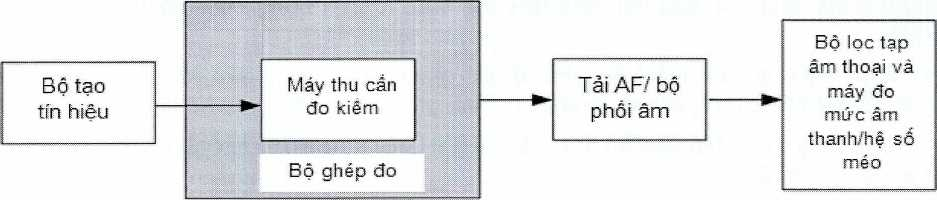 Bộ tạo
tín hiệu
Máy thu cần
đo kiểm
Bộ ghép đo
Tải AF/ bộ
phối âm
Bộ lọc tạp
âm thoại và
máy đo
mức âm
thanh/hệ số
méo